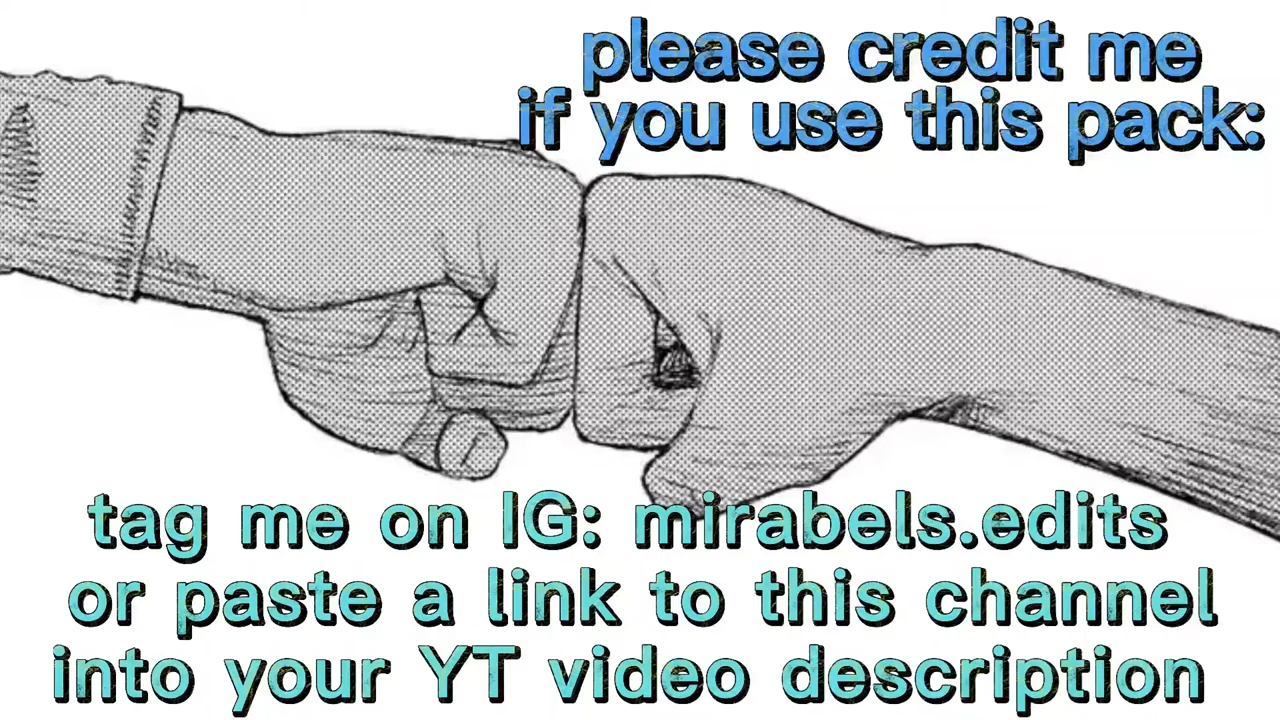 please credit me
if you use this pack:
tag me on IG: mirabels.edits
or paste a link to this channel
into your YT video description